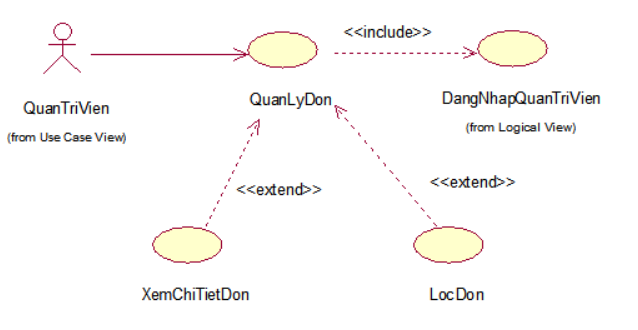 <<include>>
QuanTriVien
(from Use Case View)
QuanLyDon
DangNhapQuanTriVien
(from Logical View)
<<extend>>
<<extend>>
XemChiTietDon
LocDon